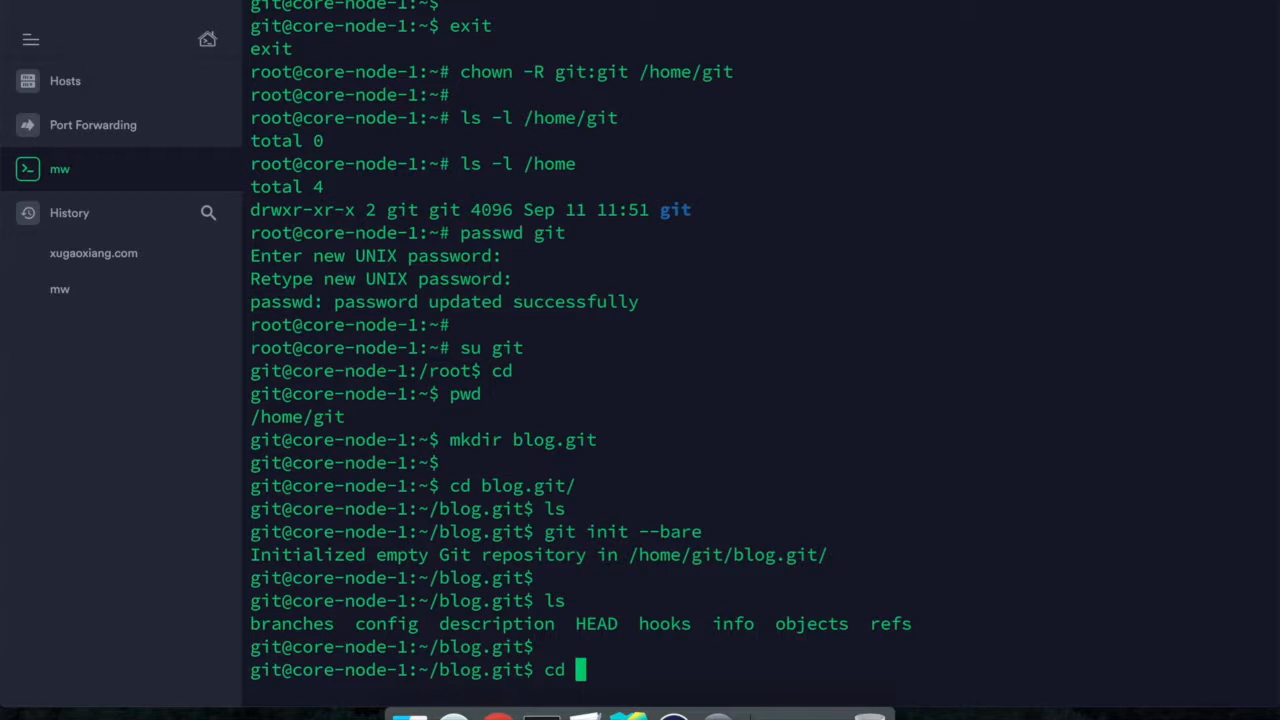 Hosts
Port Forwarding
mw
History
xugaoxiang.com
mw
git@core-node-1:~$
git@core-node-1:~$ exit
exit
root@core-node-1:~# chown -R git:git /home/git
root@core-node-1:~#
root@core-node-1:~# ls -l /home/git
total 0
root@core-node-1:~# ls -l /home
total 4
drwxr-xr-x 2 git git 4096 Sep 11 11:51 git
root@core-node-1:~# passwd git
Enter new UNIX password:
Retype new UNIX password:
passwd: password updated successfully
root@core-node-1:~#
root@core-node-1:~# su git
git@core-node-1:/root$ cd
git@core-node-1:~$ pwd
/home/git
git@core-node-1:~$ mkdir blog.git
git@core-node-1:~$
git@core-node-1:~$ cd blog.git/
git@core-node-1:~/blog.git$ ls
git@core-node-1:~/blog.git$ git init --bare
Initialized empty Git repository in /home/git/blog.git/
git@core-node-1:~/blog.git$
git@core-node-1:~/blog.git$ ls
branches  config  description  HEAD  hooks  info  objects  refs
git@core-node-1:~/blog.git$
git@core-node-1:~/blog.git$ cd